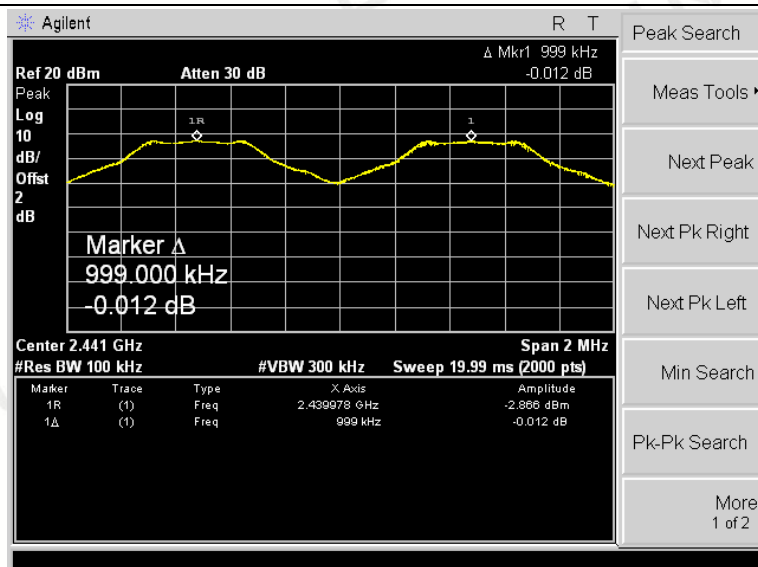 Agilent R T
Δ Mkr1 999 kHz
Ref 20 dBm Atten 30 dB -0.012 dB
Peak
Log
10
dB/
Offst
2
dB
1R 1
Marker Δ
999.000 kHz
-0.012 dB
Center 2.441 GHz Span 2 MHz
#Res BW 100 kHz #VBW 300 kHz Sweep 19.99 ms (2000 pts)
Marker Trace Type X Axis Amplitude
1R (1) Freq 2.439978 GHz -2.866 dBm
1Δ (1) Freq 999 kHz -0.012 dB
Peak Search
Meas Tools
Next Peak
Next Pk Right
Next Pk Left
Min Search
Pk-Pk Search
More
1 of 2